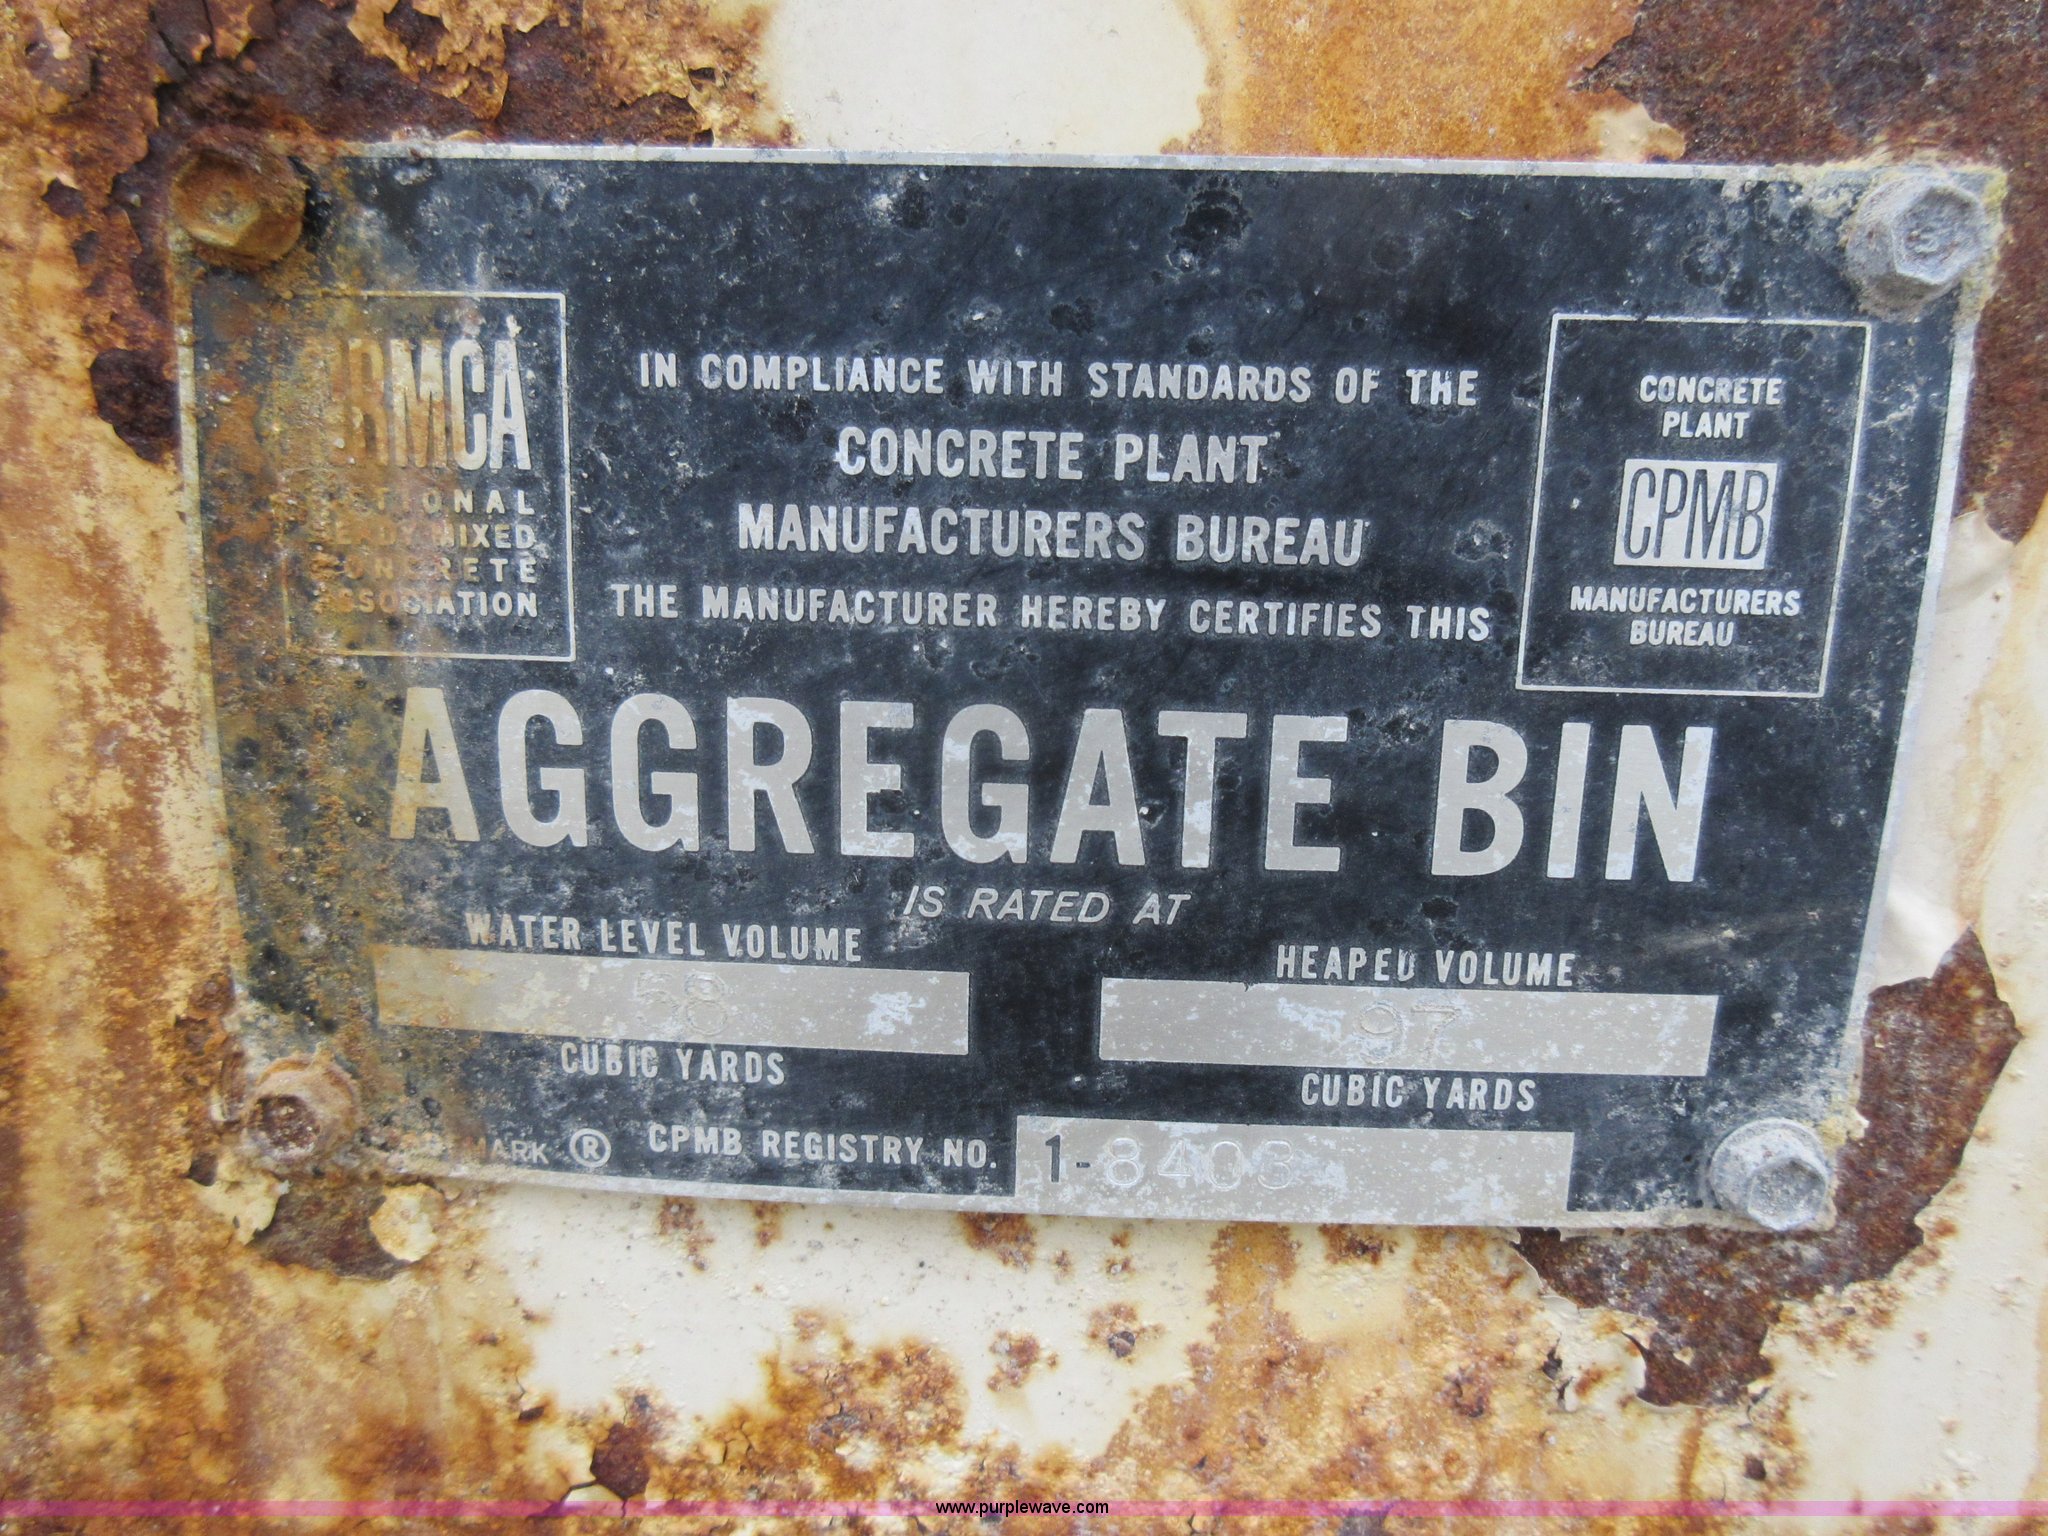 NRMCA
NATIONAL
READY MIXED
CONCRETE
ASSOCIATION
IN COMPLIANCE WITH STANDARDS OF THE
CONCRETE PLANT
MANUFACTURERS BUREAU
THE MANUFACTURER HEREBY CERTIFIES THIS
CONCRETE
PLANT
CPMB
MANUFACTURERS
BUREAU
AGGREGATE BIN
IS RATED AT
WATER LEVEL VOLUME
58
CUBIC YARDS
HEAPED VOLUME
97
CUBIC YARDS
TRADEMARK ® CPMB REGISTRY NO. 1-8403
www.purplewave.com